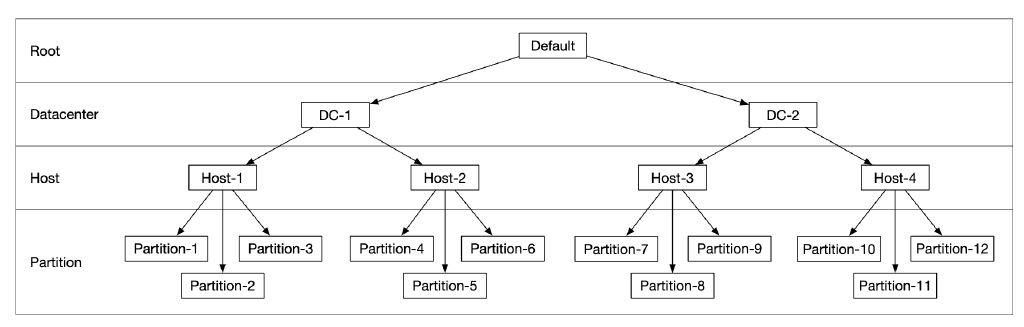 Root
Default
Datacenter
DC-1
DC-2
Host
Host-1
Host-2
Host-3
Host-4
Partition
Partition-1
Partition-3
Partition-4
Partition-6
Partition-7
Partition-9
Partition-10
Partition-12
Partition-2
Partition-5
Partition-8
Partition-11